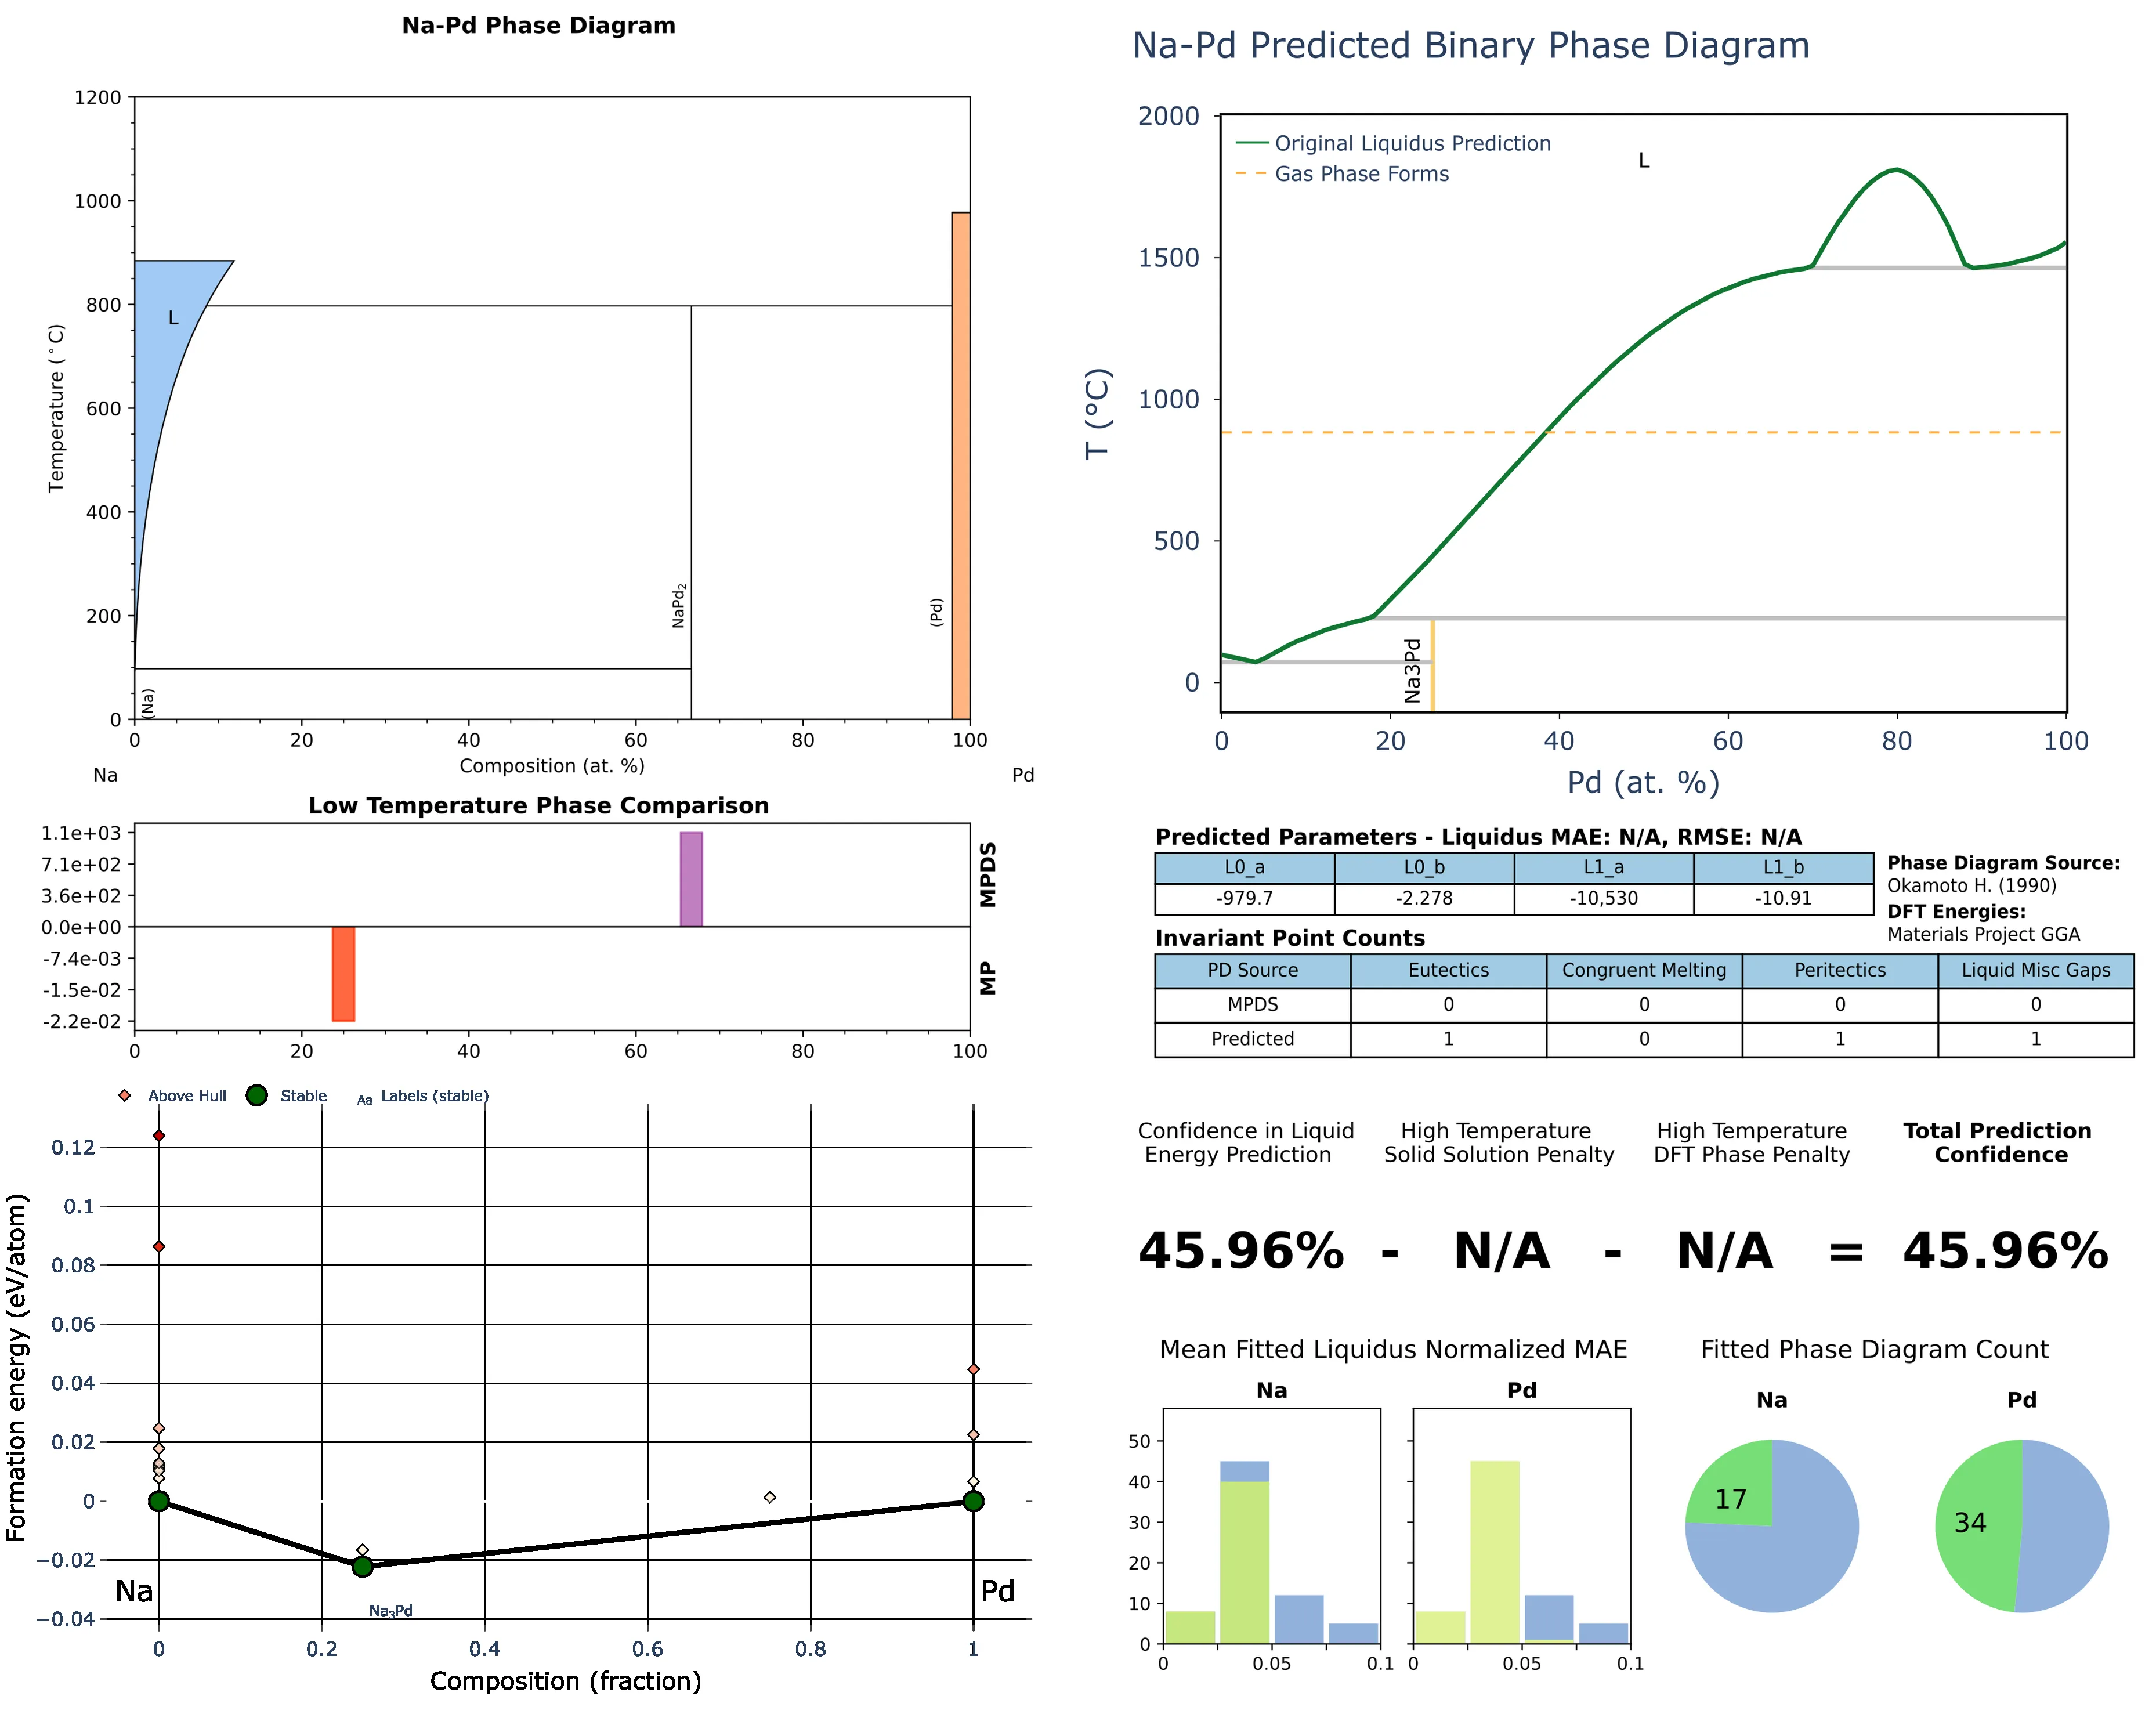 Na-Pd Phase Diagram
1200
1000
800
600
400
200
0
Temperature (°C)
L
(Na)
NaPd₂
(Pd)
0 20 40 60 80 100
Composition (at. %)
Na Pd
Low Temperature Phase Comparison
1.1e+03
7.1e+02
3.6e+02
0.0e+00
-7.4e-03
-1.5e-02
-2.2e-02
MPDS
MP
0 20 40 60 80 100
Above Hull Stable Aa Labels (stable)
0.12
0.1
0.08
0.06
0.04
0.02
0
−0.02
−0.04
Formation energy (eV/atom)
Na Pd
Na₃Pd
0 0.2 0.4 0.6 0.8 1
Composition (fraction)
Na-Pd Predicted Binary Phase Diagram
2000
1500
1000
500
0
T (°C)
Original Liquidus Prediction
Gas Phase Forms
L
Na3Pd
0 20 40 60 80 100
Pd (at. %)
Predicted Parameters - Liquidus MAE: N/A, RMSE: N/A
L0_a L0_b L1_a L1_b
-979.7 -2.278 -10,530 -10.91
Phase Diagram Source:
Okamoto H. (1990)
DFT Energies:
Materials Project GGA
Invariant Point Counts
PD Source Eutectics Congruent Melting Peritectics Liquid Misc Gaps
MPDS 0 0 0 0
Predicted 1 0 1 1
Confidence in Liquid
Energy Prediction
High Temperature
Solid Solution Penalty
High Temperature
DFT Phase Penalty
Total Prediction
Confidence
45.96% - N/A - N/A = 45.96%
Mean Fitted Liquidus Normalized MAE
Na Pd
50
40
30
20
10
0
0 0.05 0.1
0 0.05 0.1
Fitted Phase Diagram Count
Na Pd
17 34